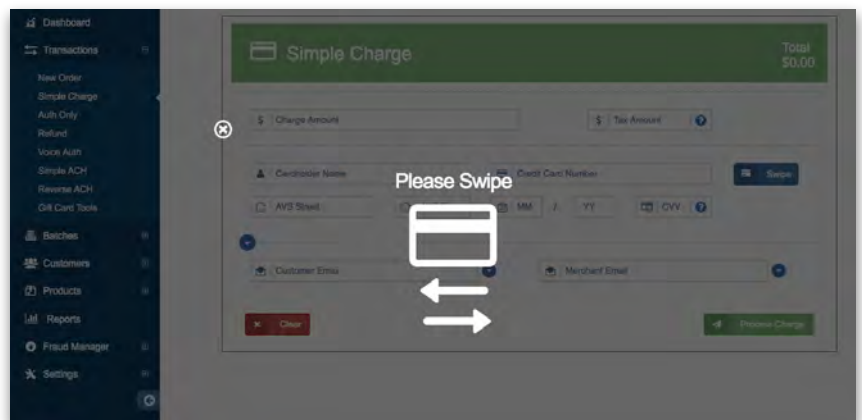 Dashboard
Transactions
New Order
Simple Charge
Auth Only
Refund
Voice Auth
Simple ACH
Reverse ACH
Gift Card Tools
Batches
Customers
Products
Reports
Fraud Manager
Settings
Simple Charge
Total
$0.00
$ Charge Amount $ Tax Amount
Cardholder Name Credit Card Number Swipe
Please Swipe
AVS Street MM / YY CVV
Customer Email Merchant Email
Clear Process Charge